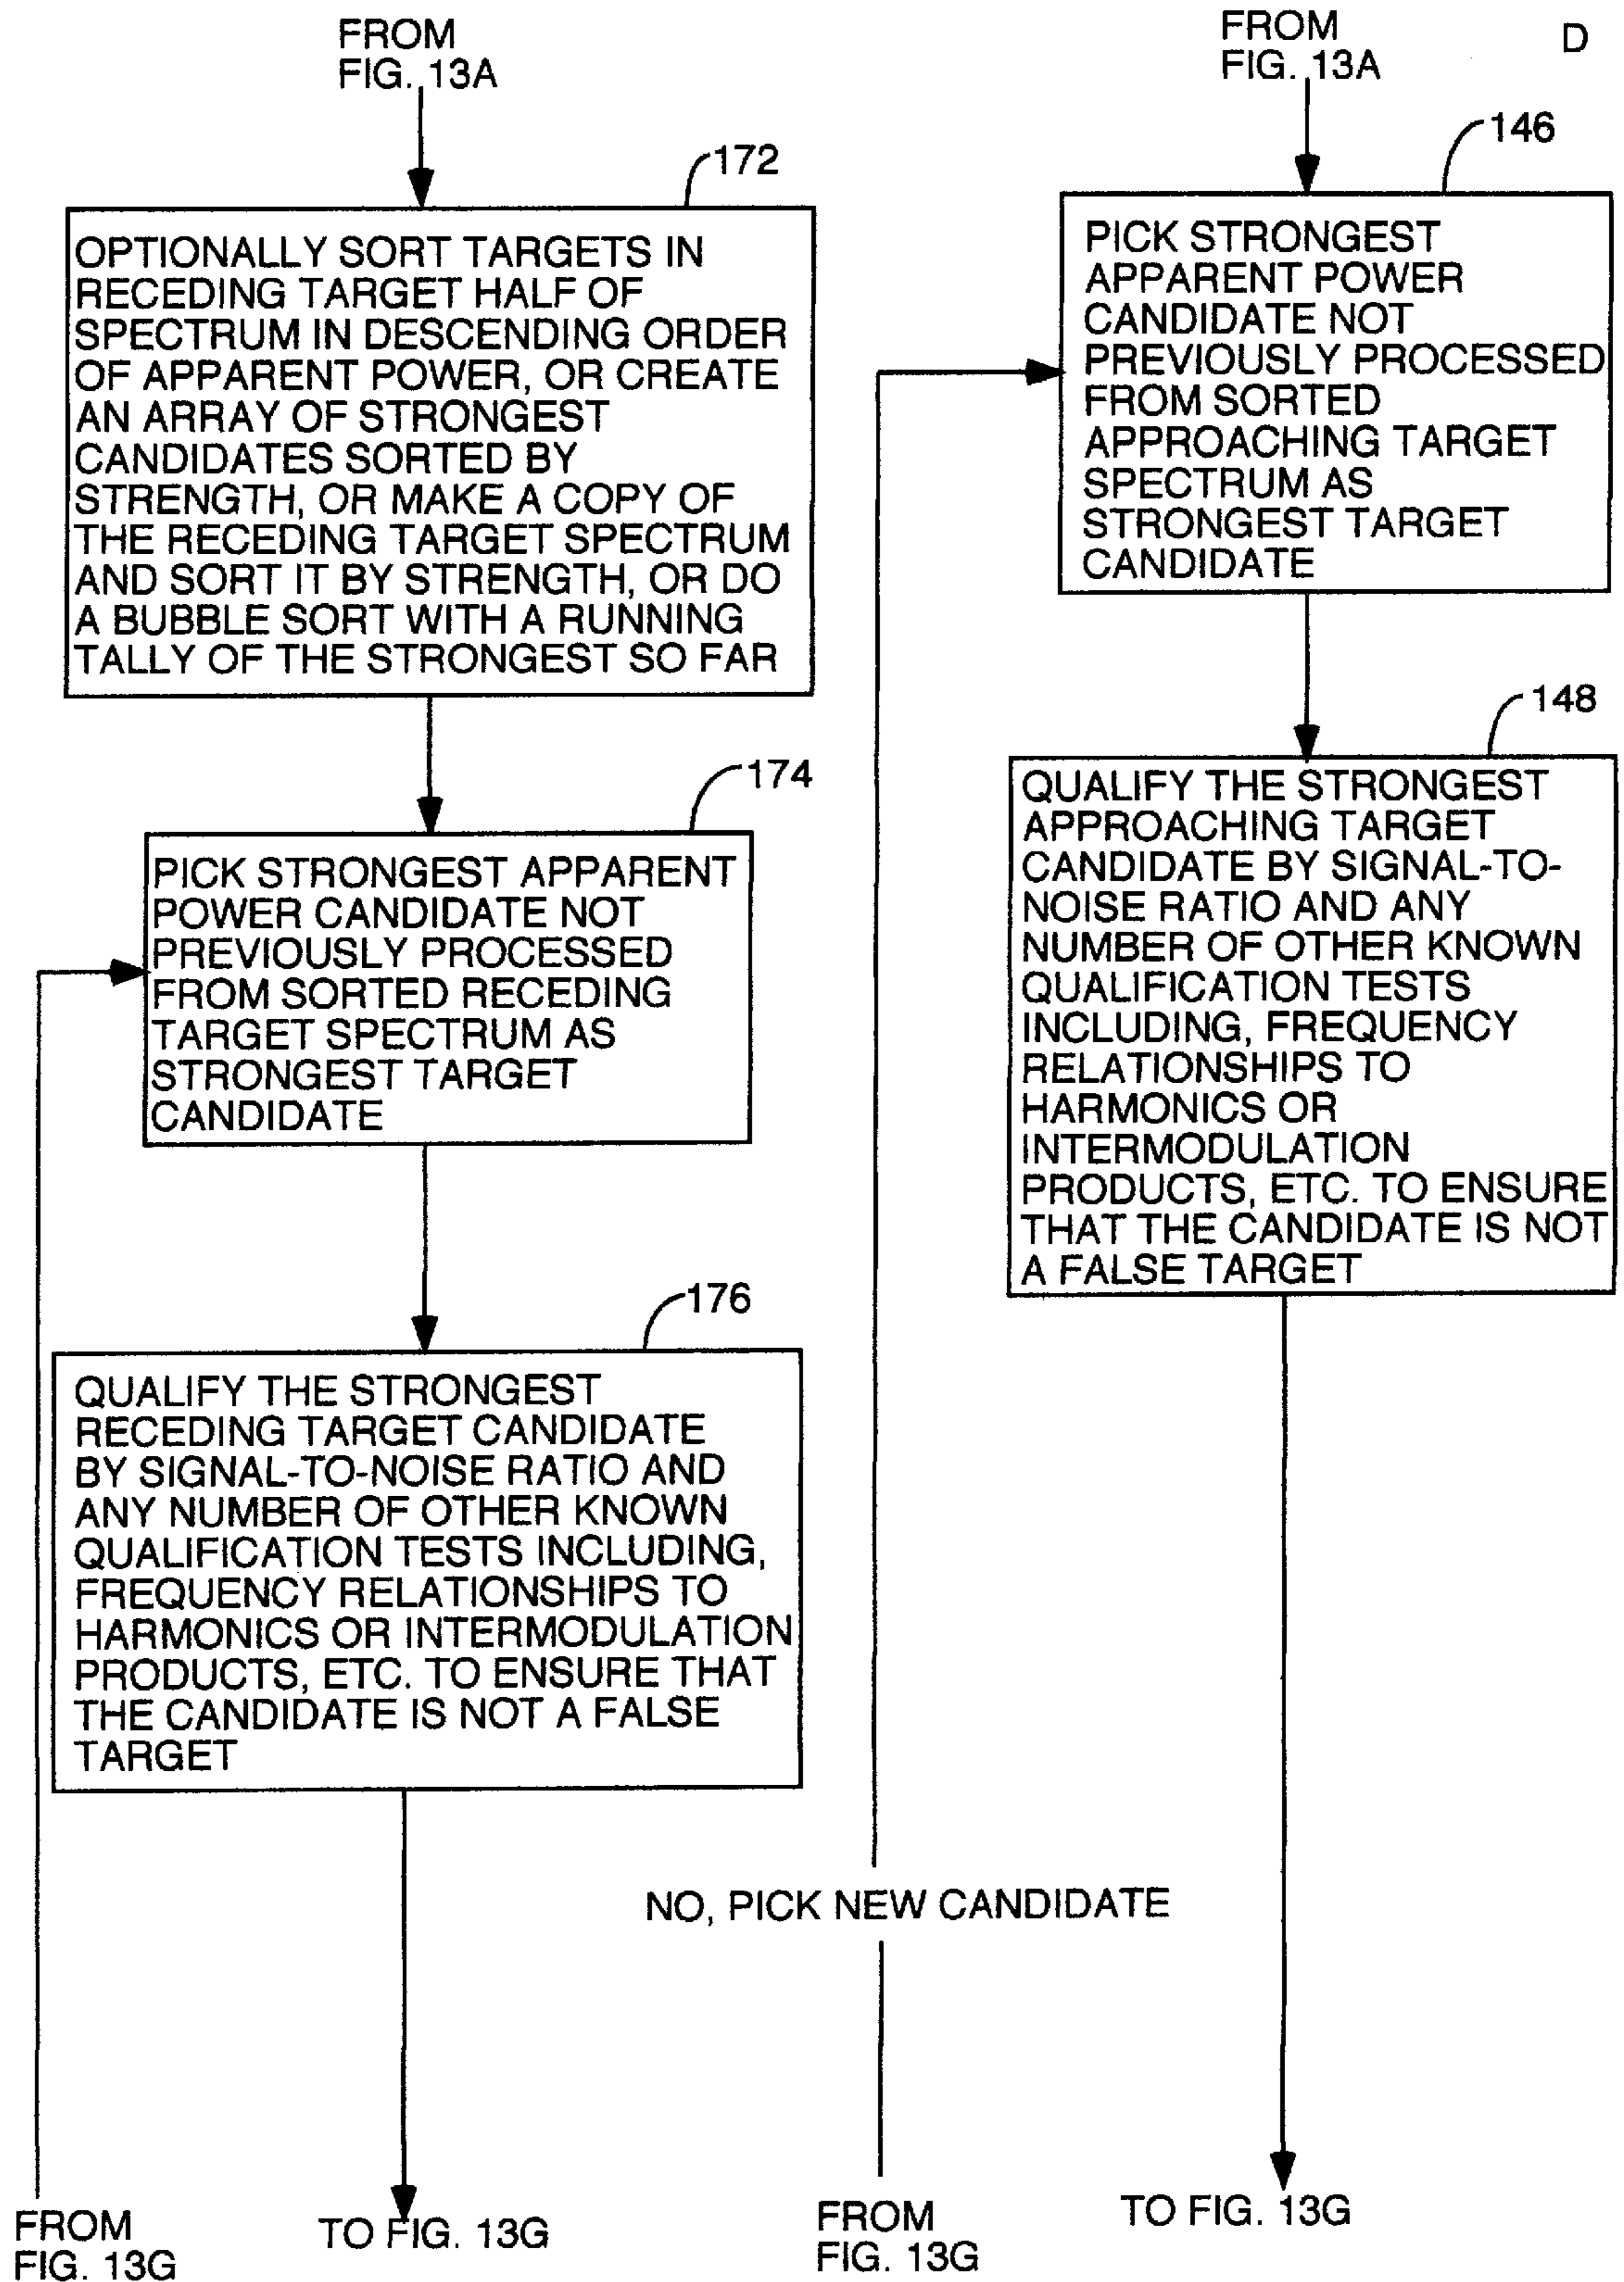 FROM
FIG. 13A
172
OPTIONALLY SORT TARGETS IN
RECEDING TARGET HALF OF
SPECTRUM IN DESCENDING ORDER
OF APPARENT POWER, OR CREATE
AN ARRAY OF STRONGEST
CANDIDATES SORTED BY
STRENGTH, OR MAKE A COPY OF
THE RECEDING TARGET SPECTRUM
AND SORT IT BY STRENGTH, OR DO
A BUBBLE SORT WITH A RUNNING
TALLY OF THE STRONGEST SO FAR
174
PICK STRONGEST APPARENT
POWER CANDIDATE NOT
PREVIOUSLY PROCESSED
FROM SORTED RECEDING
TARGET SPECTRUM AS
STRONGEST TARGET
CANDIDATE
176
QUALIFY THE STRONGEST
RECEDING TARGET CANDIDATE
BY SIGNAL-TO-NOISE RATIO AND
ANY NUMBER OF OTHER KNOWN
QUALIFICATION TESTS INCLUDING,
FREQUENCY RELATIONSHIPS TO
HARMONICS OR INTERMODULATION
PRODUCTS, ETC. TO ENSURE THAT
THE CANDIDATE IS NOT A FALSE
TARGET
FROM
FIG. 13G
TO FIG. 13G
FROM
FIG. 13A
D
146
PICK STRONGEST
APPARENT POWER
CANDIDATE NOT
PREVIOUSLY PROCESSED
FROM SORTED
APPROACHING TARGET
SPECTRUM AS
STRONGEST TARGET
CANDIDATE
148
QUALIFY THE STRONGEST
APPROACHING TARGET
CANDIDATE BY SIGNAL-TO-
NOISE RATIO AND ANY
NUMBER OF OTHER KNOWN
QUALIFICATION TESTS
INCLUDING, FREQUENCY
RELATIONSHIPS TO
HARMONICS OR
INTERMODULATION
PRODUCTS, ETC. TO ENSURE
THAT THE CANDIDATE IS NOT
A FALSE TARGET
NO, PICK NEW CANDIDATE
FROM
FIG. 13G
TO FIG. 13G